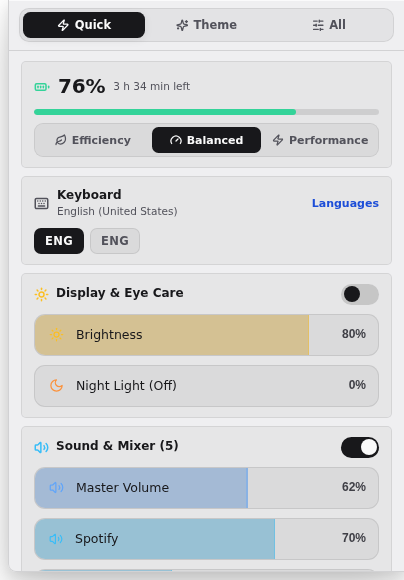 Quick Theme All
76% 3 h 34 min left
Efficiency Balanced Performance
Keyboard
English (United States)
Languages
ENG ENG
Display & Eye Care
Brightness 80%
Night Light (Off) 0%
Sound & Mixer (5)
Master Volume 62%
Spotify 70%